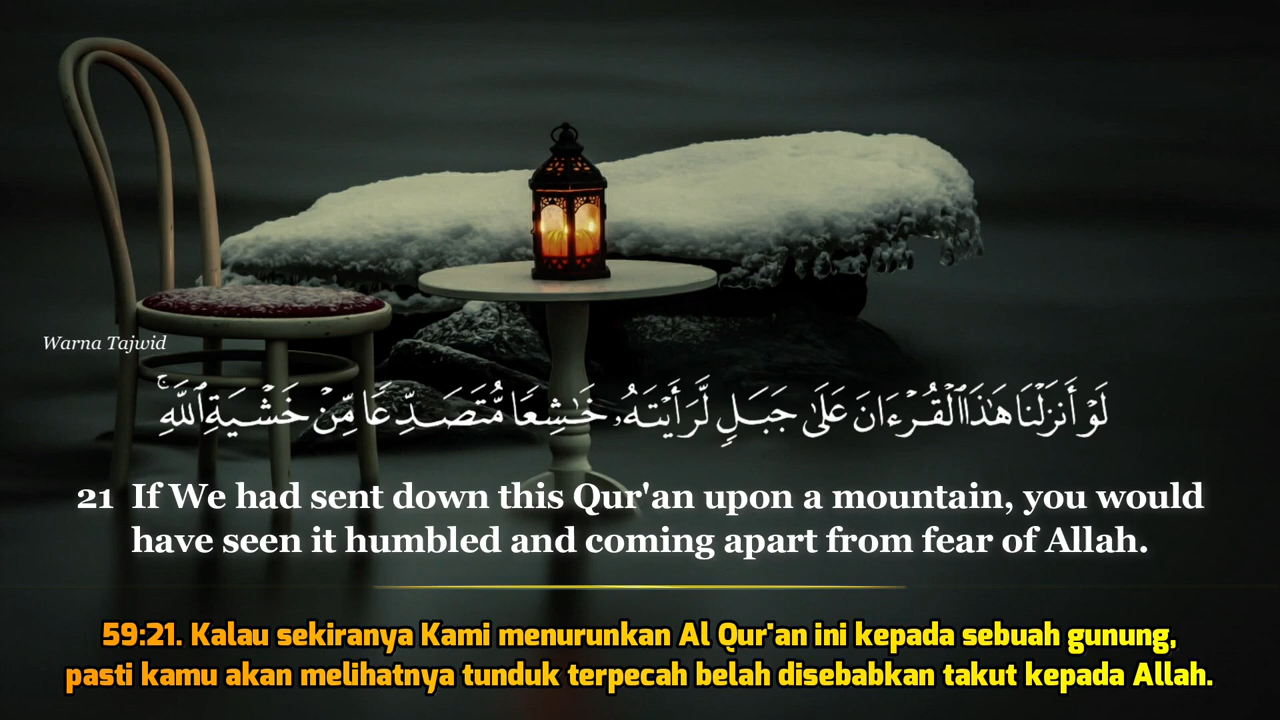 Warna Tajwid
لَوْ أَنزَلْنَا هَٰذَا ٱلْقُرْءَانَ عَلَىٰ جَبَلٍ لَّرَأَيْتَهُۥ خَٰشِعًا مُّتَصَدِّعًا مِّنْ خَشْيَةِ ٱللَّهِ ۚ
21 If We had sent down this Qur'an upon a mountain, you would
have seen it humbled and coming apart from fear of Allah.
59:21. Kalau sekiranya Kami menurunkan Al Qur'an ini kepada sebuah gunung,
pasti kamu akan melihatnya tunduk terpecah belah disebabkan takut kepada Allah.